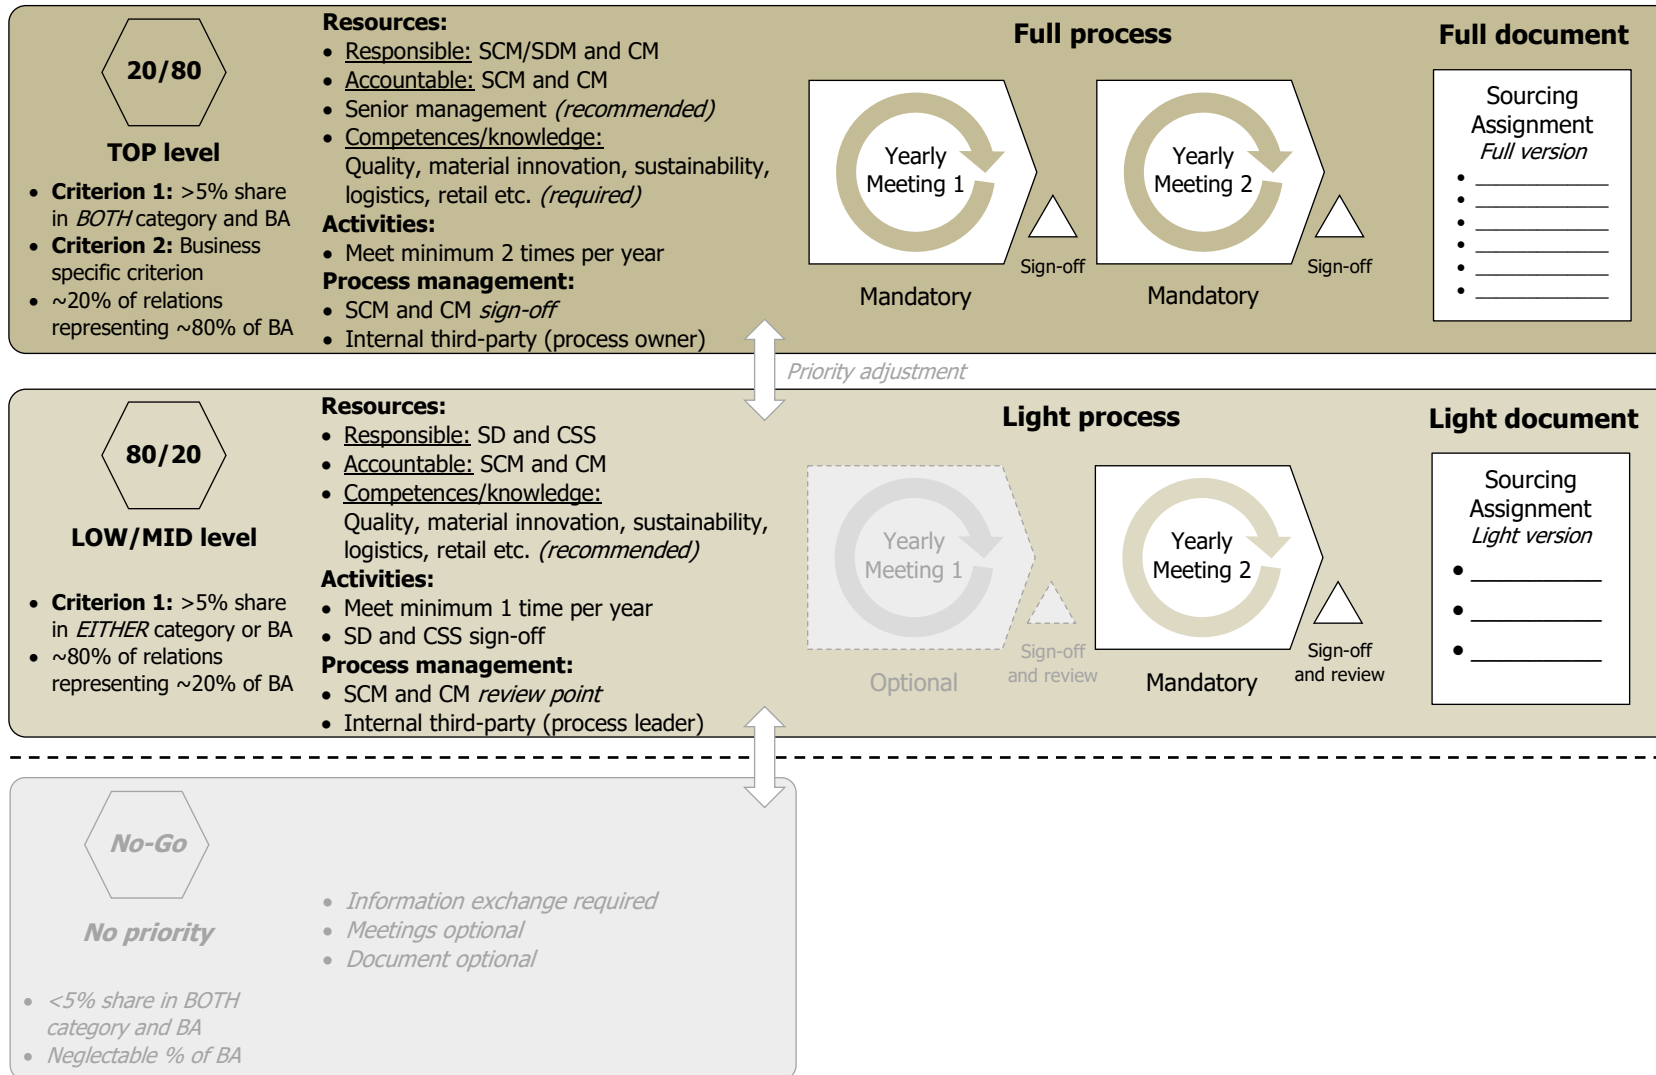 20/80
TOP level
• Criterion 1: >5% share
in BOTH category and BA
• Criterion 2: Business
specific criterion
• ~20% of relations
representing ~80% of BA
Resources:
• Responsible: SCM/SDM and CM
• Accountable: SCM and CM
• Senior management (recommended)
• Competences/knowledge:
Quality, material innovation, sustainability,
logistics, retail etc. (required)
Activities:
• Meet minimum 2 times per year
Process management:
• SCM and CM sign-off
• Internal third-party (process owner)
Full process
Yearly
Meeting 1
Sign-off
Mandatory
Yearly
Meeting 2
Sign-off
Mandatory
Full document
Sourcing
Assignment
Full version
Priority adjustment
80/20
LOW/MID level
• Criterion 1: >5% share
in EITHER category or BA
• ~80% of relations
representing ~20% of BA
Resources:
• Responsible: SD and CSS
• Accountable: SCM and CM
• Competences/knowledge:
Quality, material innovation, sustainability,
logistics, retail etc. (recommended)
Activities:
• Meet minimum 1 time per year
• SD and CSS sign-off
Process management:
• SCM and CM review point
• Internal third-party (process leader)
Light process
Yearly
Meeting 1
Sign-off
and review
Optional
Yearly
Meeting 2
Sign-off
and review
Mandatory
Light document
Sourcing
Assignment
Light version
No-Go
No priority
• <5% share in BOTH
category and BA
• Neglectable % of BA
• Information exchange required
• Meetings optional
• Document optional